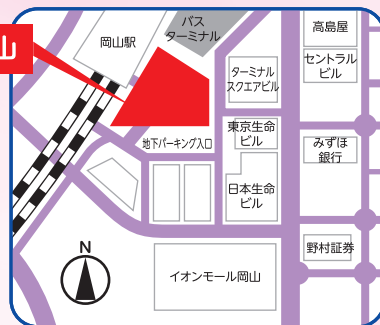 バス
ターミナル
高島屋
岡山駅
山
セントラル
ビル
ターミナル
スクエアビル
東京生命
ビル
地下パーキング入口
みずほ
銀行
日本生命
ビル
野村証券
N
イオンモール岡山